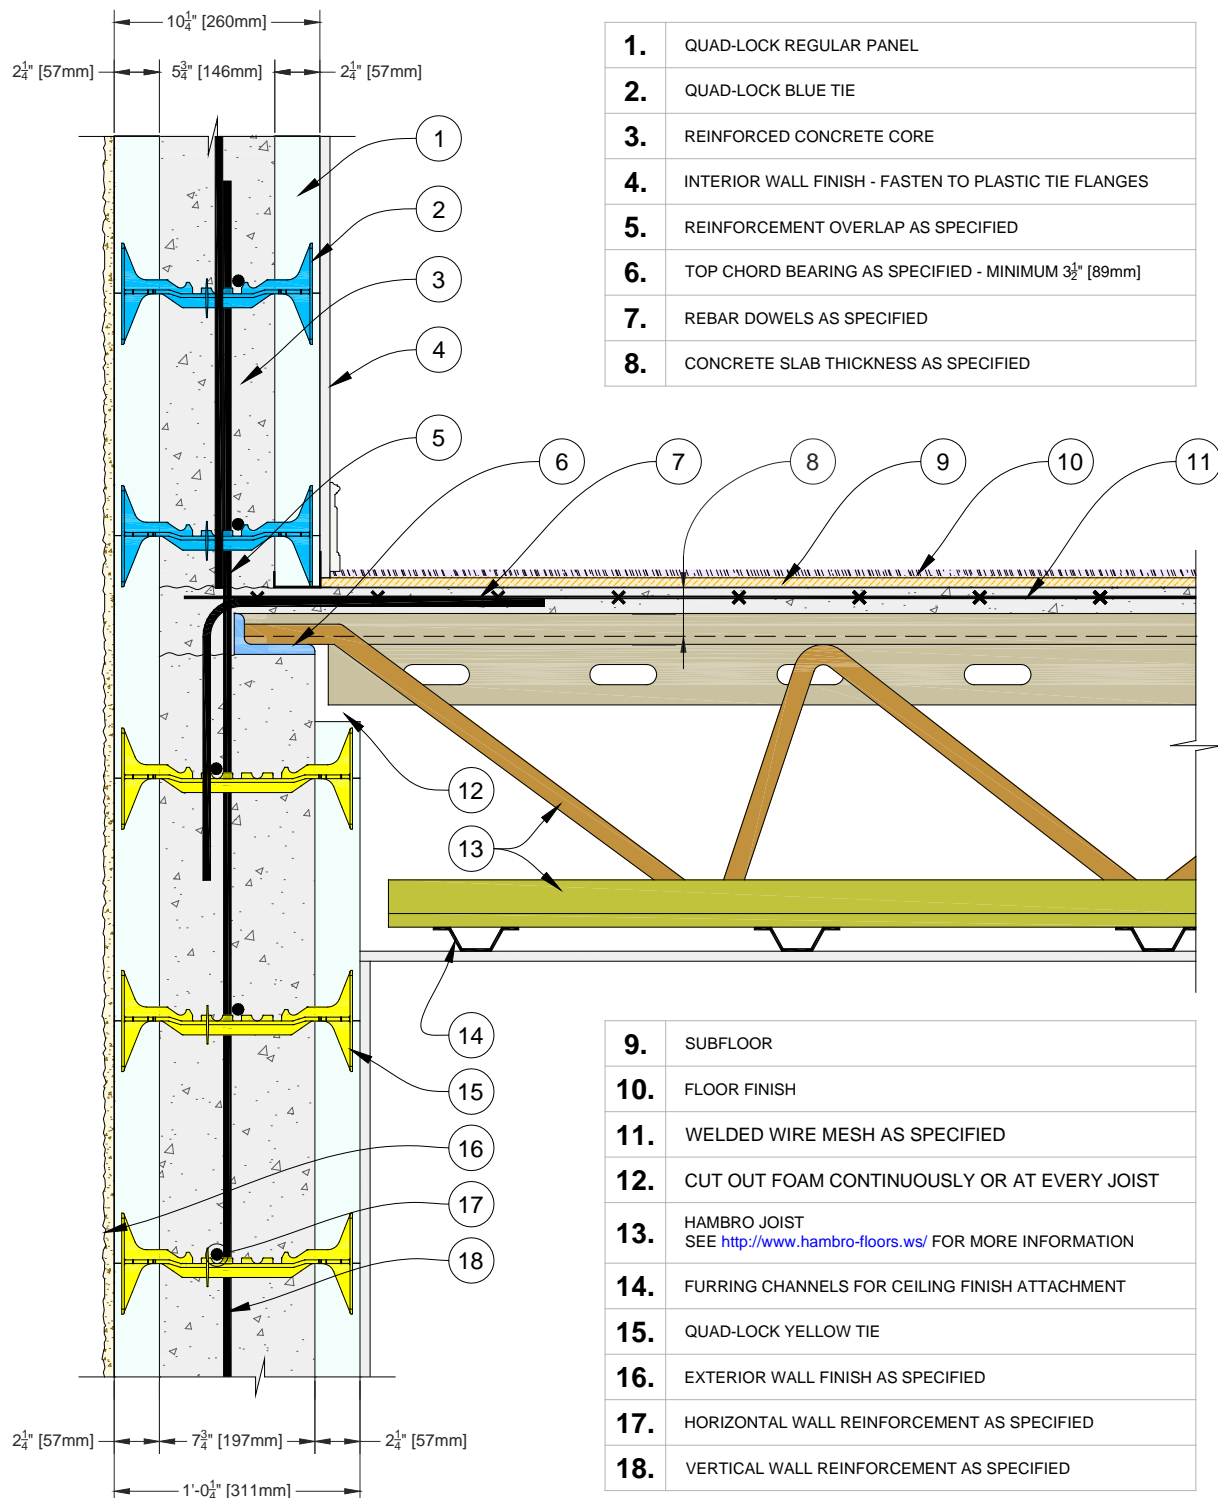 10¼" [260mm]
2¼" [57mm] 5¾" [146mm] 2¼" [57mm]
1. QUAD-LOCK REGULAR PANEL
2. QUAD-LOCK BLUE TIE
3. REINFORCED CONCRETE CORE
4. INTERIOR WALL FINISH - FASTEN TO PLASTIC TIE FLANGES
5. REINFORCEMENT OVERLAP AS SPECIFIED
6. TOP CHORD BEARING AS SPECIFIED - MINIMUM 3½" [89mm]
7. REBAR DOWELS AS SPECIFIED
8. CONCRETE SLAB THICKNESS AS SPECIFIED
1
2
3
4
5
6 7 8 9 10 11
12
13
14
15
16
17
18
9. SUBFLOOR
10. FLOOR FINISH
11. WELDED WIRE MESH AS SPECIFIED
12. CUT OUT FOAM CONTINUOUSLY OR AT EVERY JOIST
13. HAMBRO JOIST
SEE http://www.hambro-floors.ws/ FOR MORE INFORMATION
14. FURRING CHANNELS FOR CEILING FINISH ATTACHMENT
15. QUAD-LOCK YELLOW TIE
16. EXTERIOR WALL FINISH AS SPECIFIED
17. HORIZONTAL WALL REINFORCEMENT AS SPECIFIED
18. VERTICAL WALL REINFORCEMENT AS SPECIFIED
2¼" [57mm] 7¾" [197mm] 2¼" [57mm]
1'-0¼" [311mm]